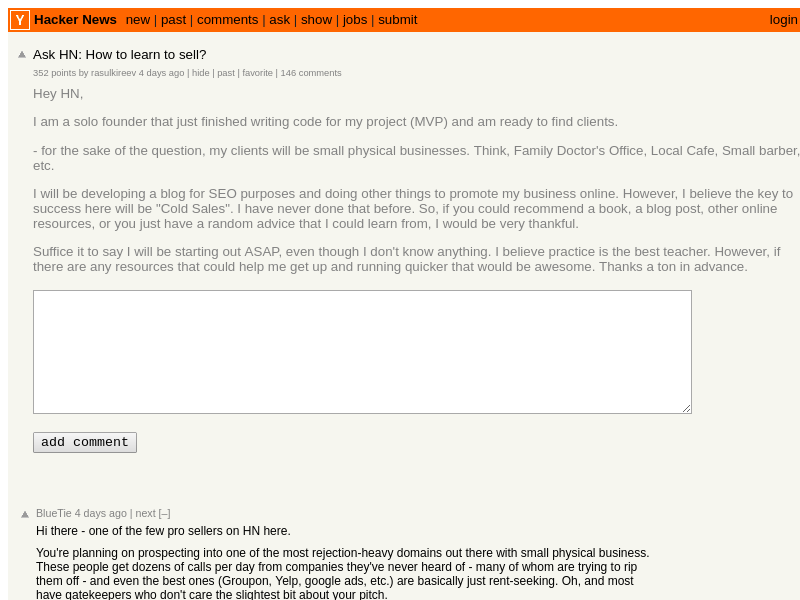 Y Hacker News new | past | comments | ask | show | jobs | submit login
Ask HN: How to learn to sell?
352 points by rasulkireev 4 days ago | hide | past | favorite | 146 comments
Hey HN,
I am a solo founder that just finished writing code for my project (MVP) and am ready to find clients.
- for the sake of the question, my clients will be small physical businesses. Think, Family Doctor's Office, Local Cafe, Small barber,
etc.
I will be developing a blog for SEO purposes and doing other things to promote my business online. However, I believe the key to
success here will be "Cold Sales". I have never done that before. So, if you could recommend a book, a blog post, other online
resources, or you just have a random advice that I could learn from, I would be very thankful.
Suffice it to say I will be starting out ASAP, even though I don't know anything. I believe practice is the best teacher. However, if
there are any resources that could help me get up and running quicker that would be awesome. Thanks a ton in advance.
add comment
BlueTie 4 days ago | next [–]
Hi there - one of the few pro sellers on HN here.
You're planning on prospecting into one of the most rejection-heavy domains out there with small physical business.
These people get dozens of calls per day from companies they've never heard of - many of whom are trying to rip
them off - and even the best ones (Groupon, Yelp, google ads, etc.) are basically just rent-seeking. Oh, and most
have gatekeepers who don't care the slightest bit about your pitch.